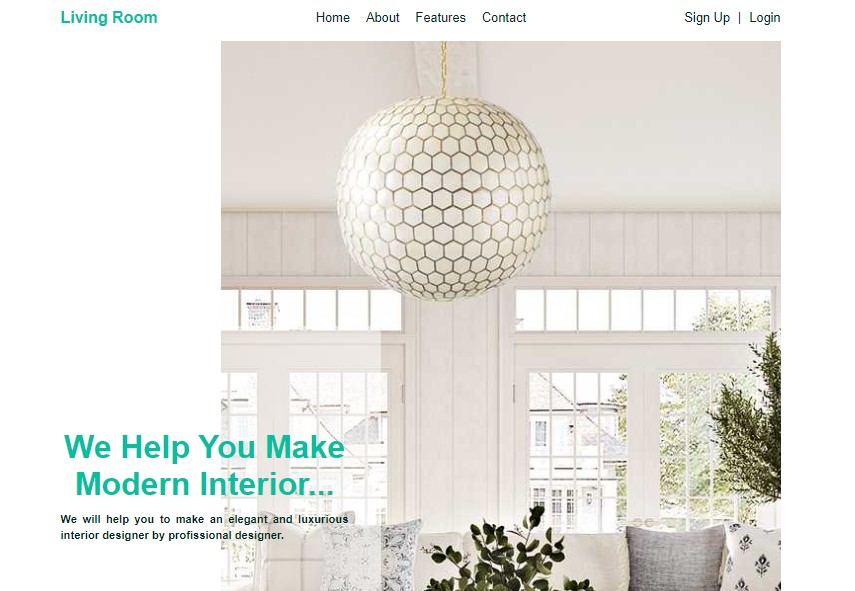 Living Room
Home About Features Contact
Sign Up | Login
We Help You Make
Modern Interior...
We will help you to make an elegant and luxurious
interior designer by profissional designer.